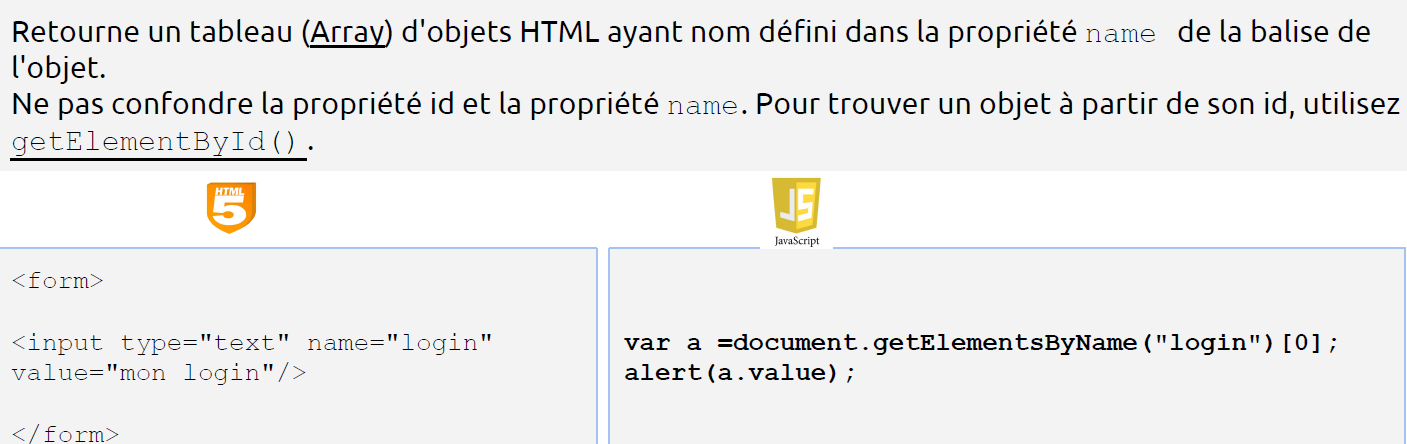 Retourne un tableau (Array) d'objets HTML ayant nom défini dans la propriété name de la balise de
l'objet.
Ne pas confondre la propriété id et la propriété name. Pour trouver un objet à partir de son id, utilisez
getElementById().
HTML
5
JS
JavaScript
<form>
<input type="text" name="login"
value="mon login"/>
</form>
var a =document.getElementsByName("login")[0];
alert(a.value);